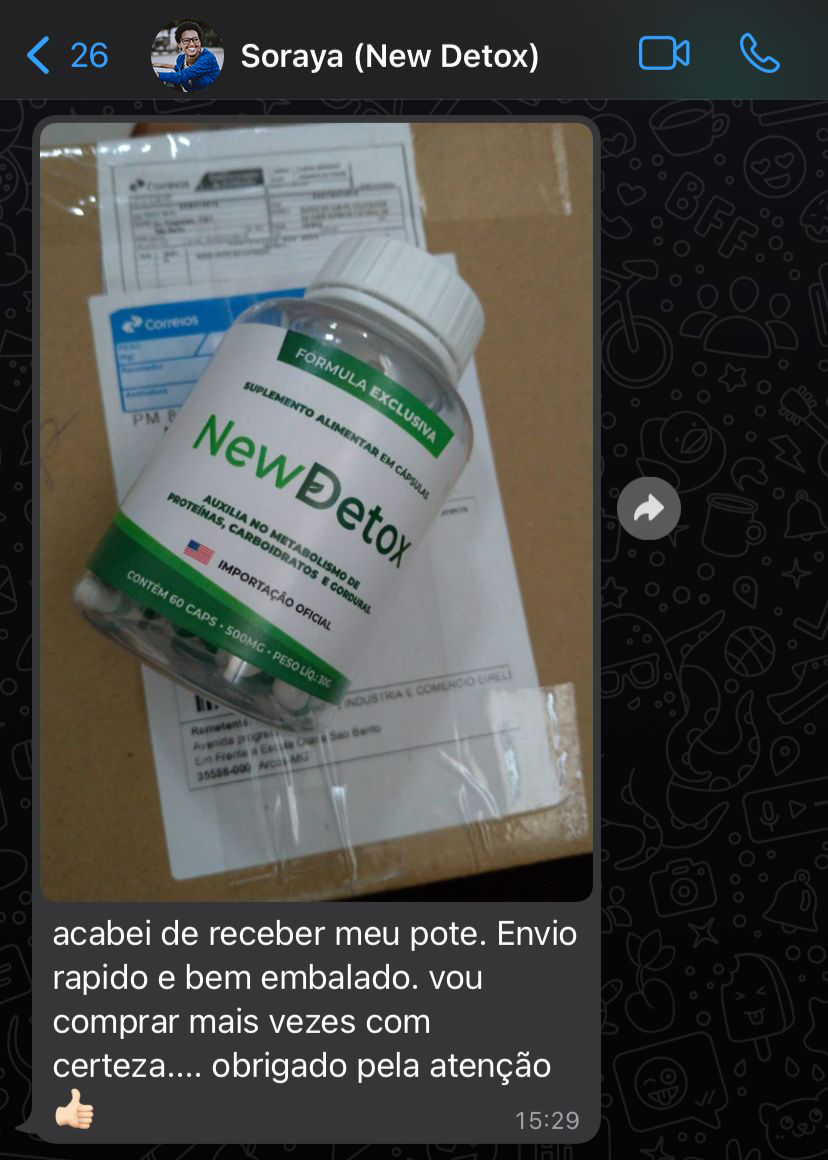 26
Soraya (New Detox)
Correios
Correios
PM 8
FÓRMULA EXCLUSIVA
SUPLEMENTO ALIMENTAR EM CÁPSULAS
NewDetox
AUXILIA NO METABOLISMO DE
PROTEÍNAS, CARBOIDRATOS E GORDURAS.
IMPORTAÇÃO OFICIAL
CONTÉM 60 CAPS • 500MG • PESO LÍQ.: 30G
INDUSTRIA E COMERCIO EIRELI
Remetente:
Avenida
Em Frente a Escola Sao Bento
35588-000 Arcos MG
acabei de receber meu pote. Envio
rapido e bem embalado. vou
comprar mais vezes com
certeza.... obrigado pela atenção
👍🏻
15:29
BFF